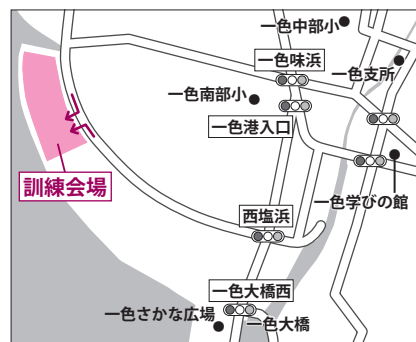 一色中部小
一色味浜
一色支所
一色南部小
一色港入口
訓練会場
一色学びの館
西塩浜
一色大橋西
一色さかな広場
一色大橋